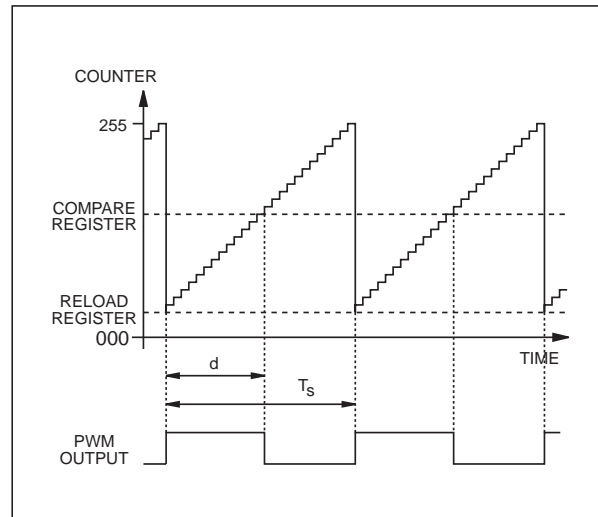 COUNTER
255
COMPARE
REGISTER
RELOAD
REGISTER
000
TIME
d
Ts
PWM
OUTPUT